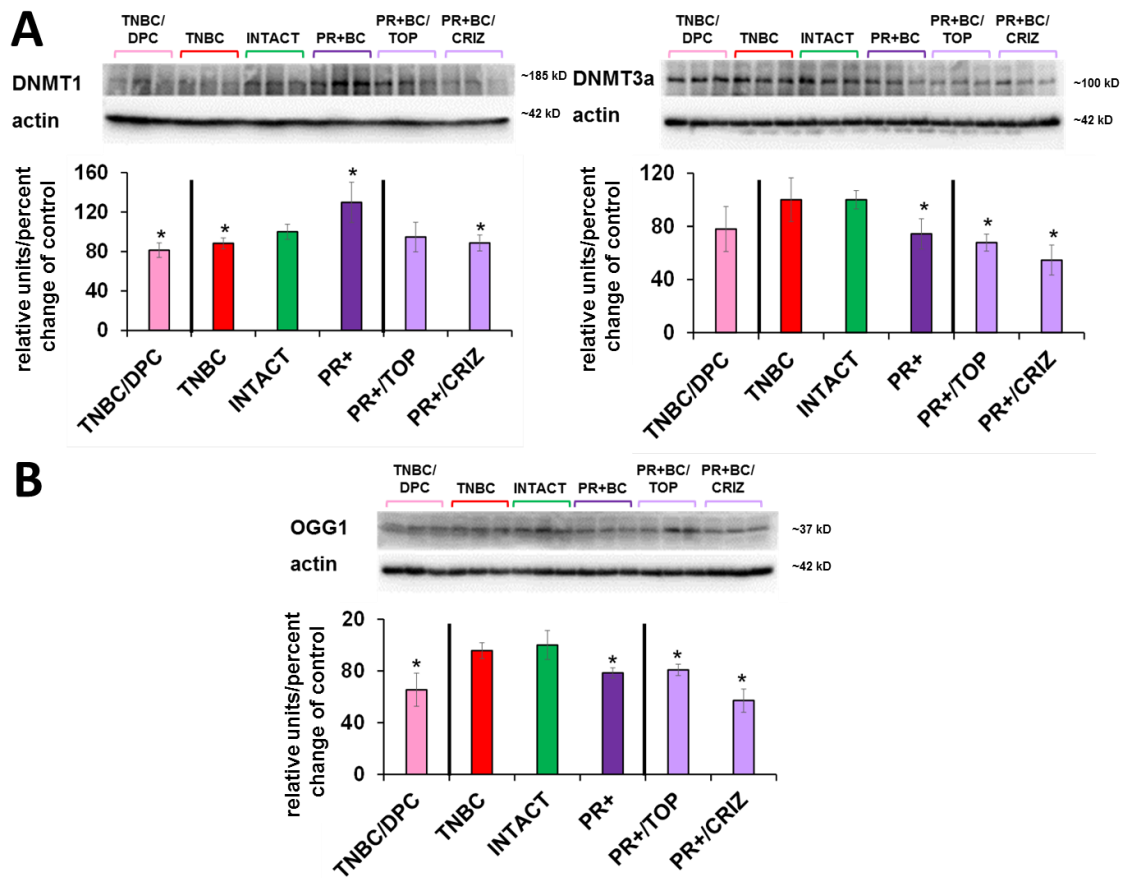 A
TNBC/
DPC
TNBC
INTACT
PR+BC
PR+BC/
TOP
PR+BC/
CRIZ
DNMT1
~185 kD
actin
~42 kD
relative units/percent
change of control
160
120
80
40
0
*
*
*
*
TNBC/DPC
TNBC
INTACT
PR+
PR+/TOP
PR+/CRIZ
TNBC/
DPC
TNBC
INTACT
PR+BC
PR+BC/
TOP
PR+BC/
CRIZ
DNMT3a
~100 kD
actin
~42 kD
relative units/percent
change of control
120
80
40
0
*
*
*
TNBC/DPC
TNBC
INTACT
PR+
PR+/TOP
PR+/CRIZ
B
TNBC/
DPC
TNBC
INTACT
PR+BC
PR+BC/
TOP
PR+BC/
CRIZ
OGG1
~37 kD
actin
~42 kD
relative units/percent
change of control
20
80
40
0
*
*
*
*
TNBC/DPC
TNBC
INTACT
PR+
PR+/TOP
PR+/CRIZ